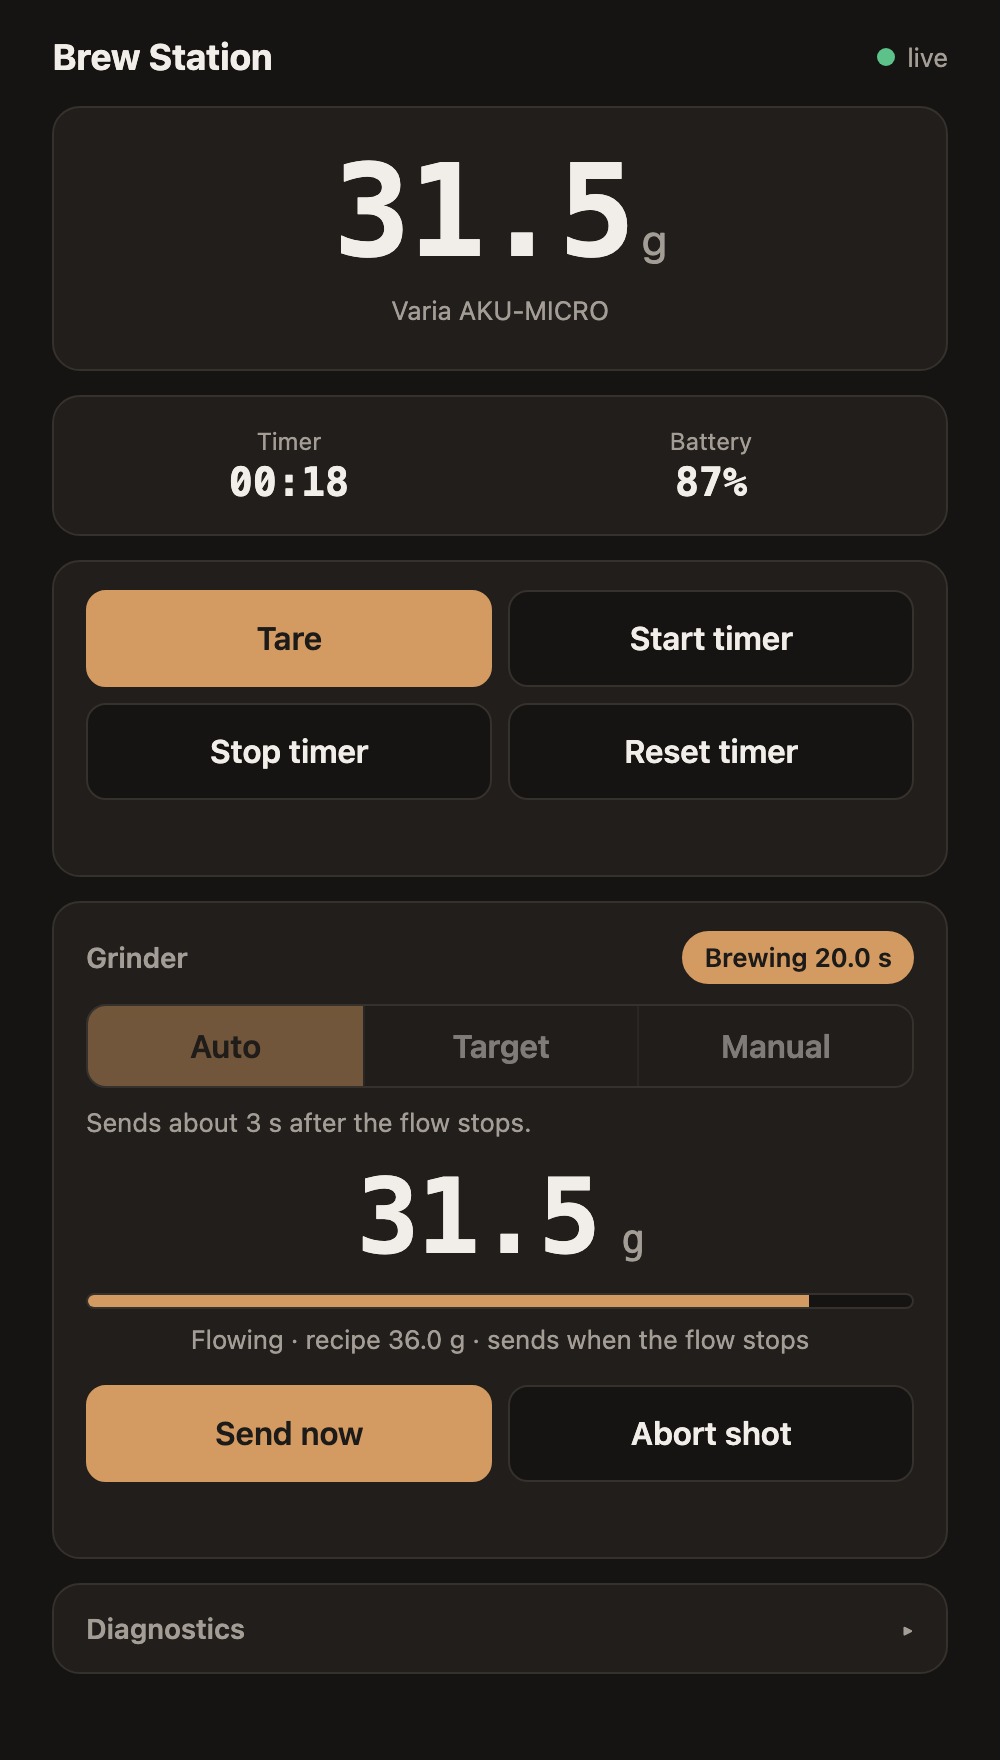 Brew Station
live
31.5 g
Varia AKU-MICRO
Timer Battery
00:18 87%
Tare Start timer
Stop timer Reset timer
Grinder Brewing 20.0 s
Auto Target Manual
Sends about 3 s after the flow stops.
31.5 g
Flowing · recipe 36.0 g · sends when the flow stops
Send now Abort shot
Diagnostics